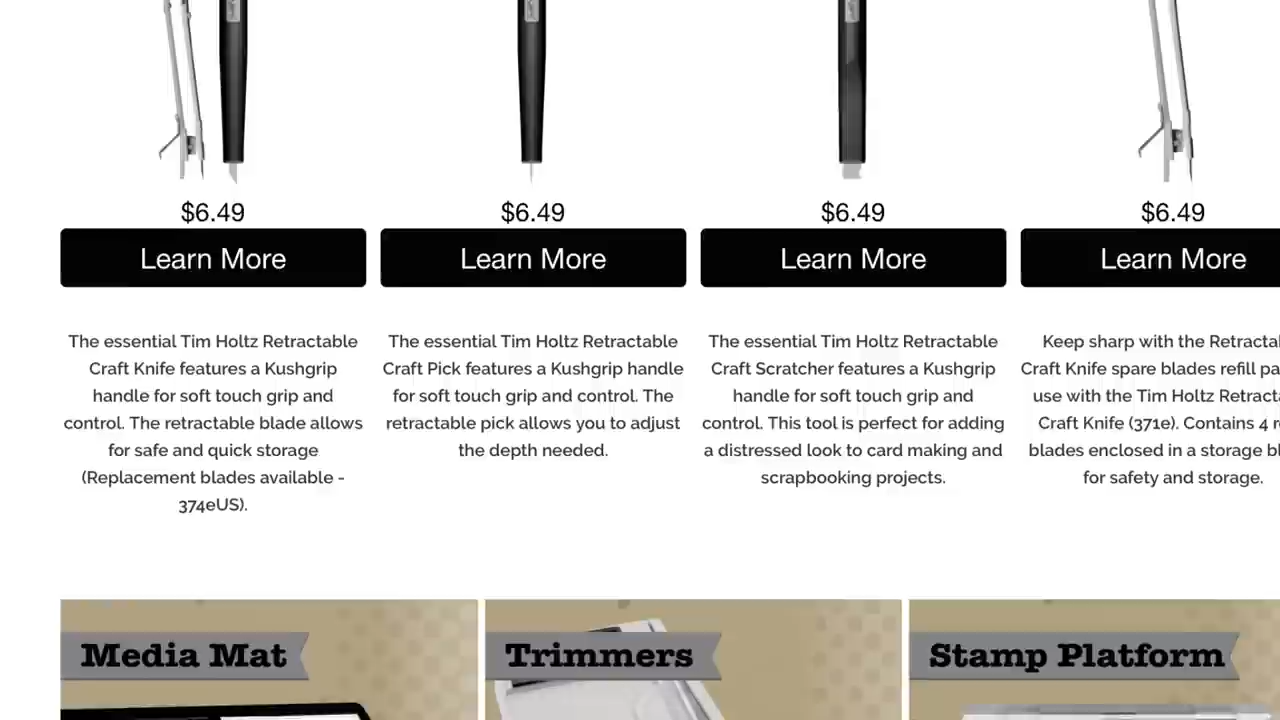 $6.49
Learn More
The essential Tim Holtz Retractable
Craft Knife features a Kushgrip
handle for soft touch grip and
control. The retractable blade allows
for safe and quick storage
(Replacement blades available -
374eUS).
$6.49
Learn More
The essential Tim Holtz Retractable
Craft Pick features a Kushgrip handle
for soft touch grip and control. The
retractable pick allows you to adjust
the depth needed.
$6.49
Learn More
The essential Tim Holtz Retractable
Craft Scratcher features a Kushgrip
handle for soft touch grip and
control. This tool is perfect for adding
a distressed look to card making and
scrapbooking projects.
$6.49
Learn More
Keep sharp with the
Craft Knife spare blades refill
use with the Tim Holtz
Craft Knife (371e). Contains 4
blades enclosed in a storage
for safety and storage.
Media Mat
Trimmers
Stamp Platform